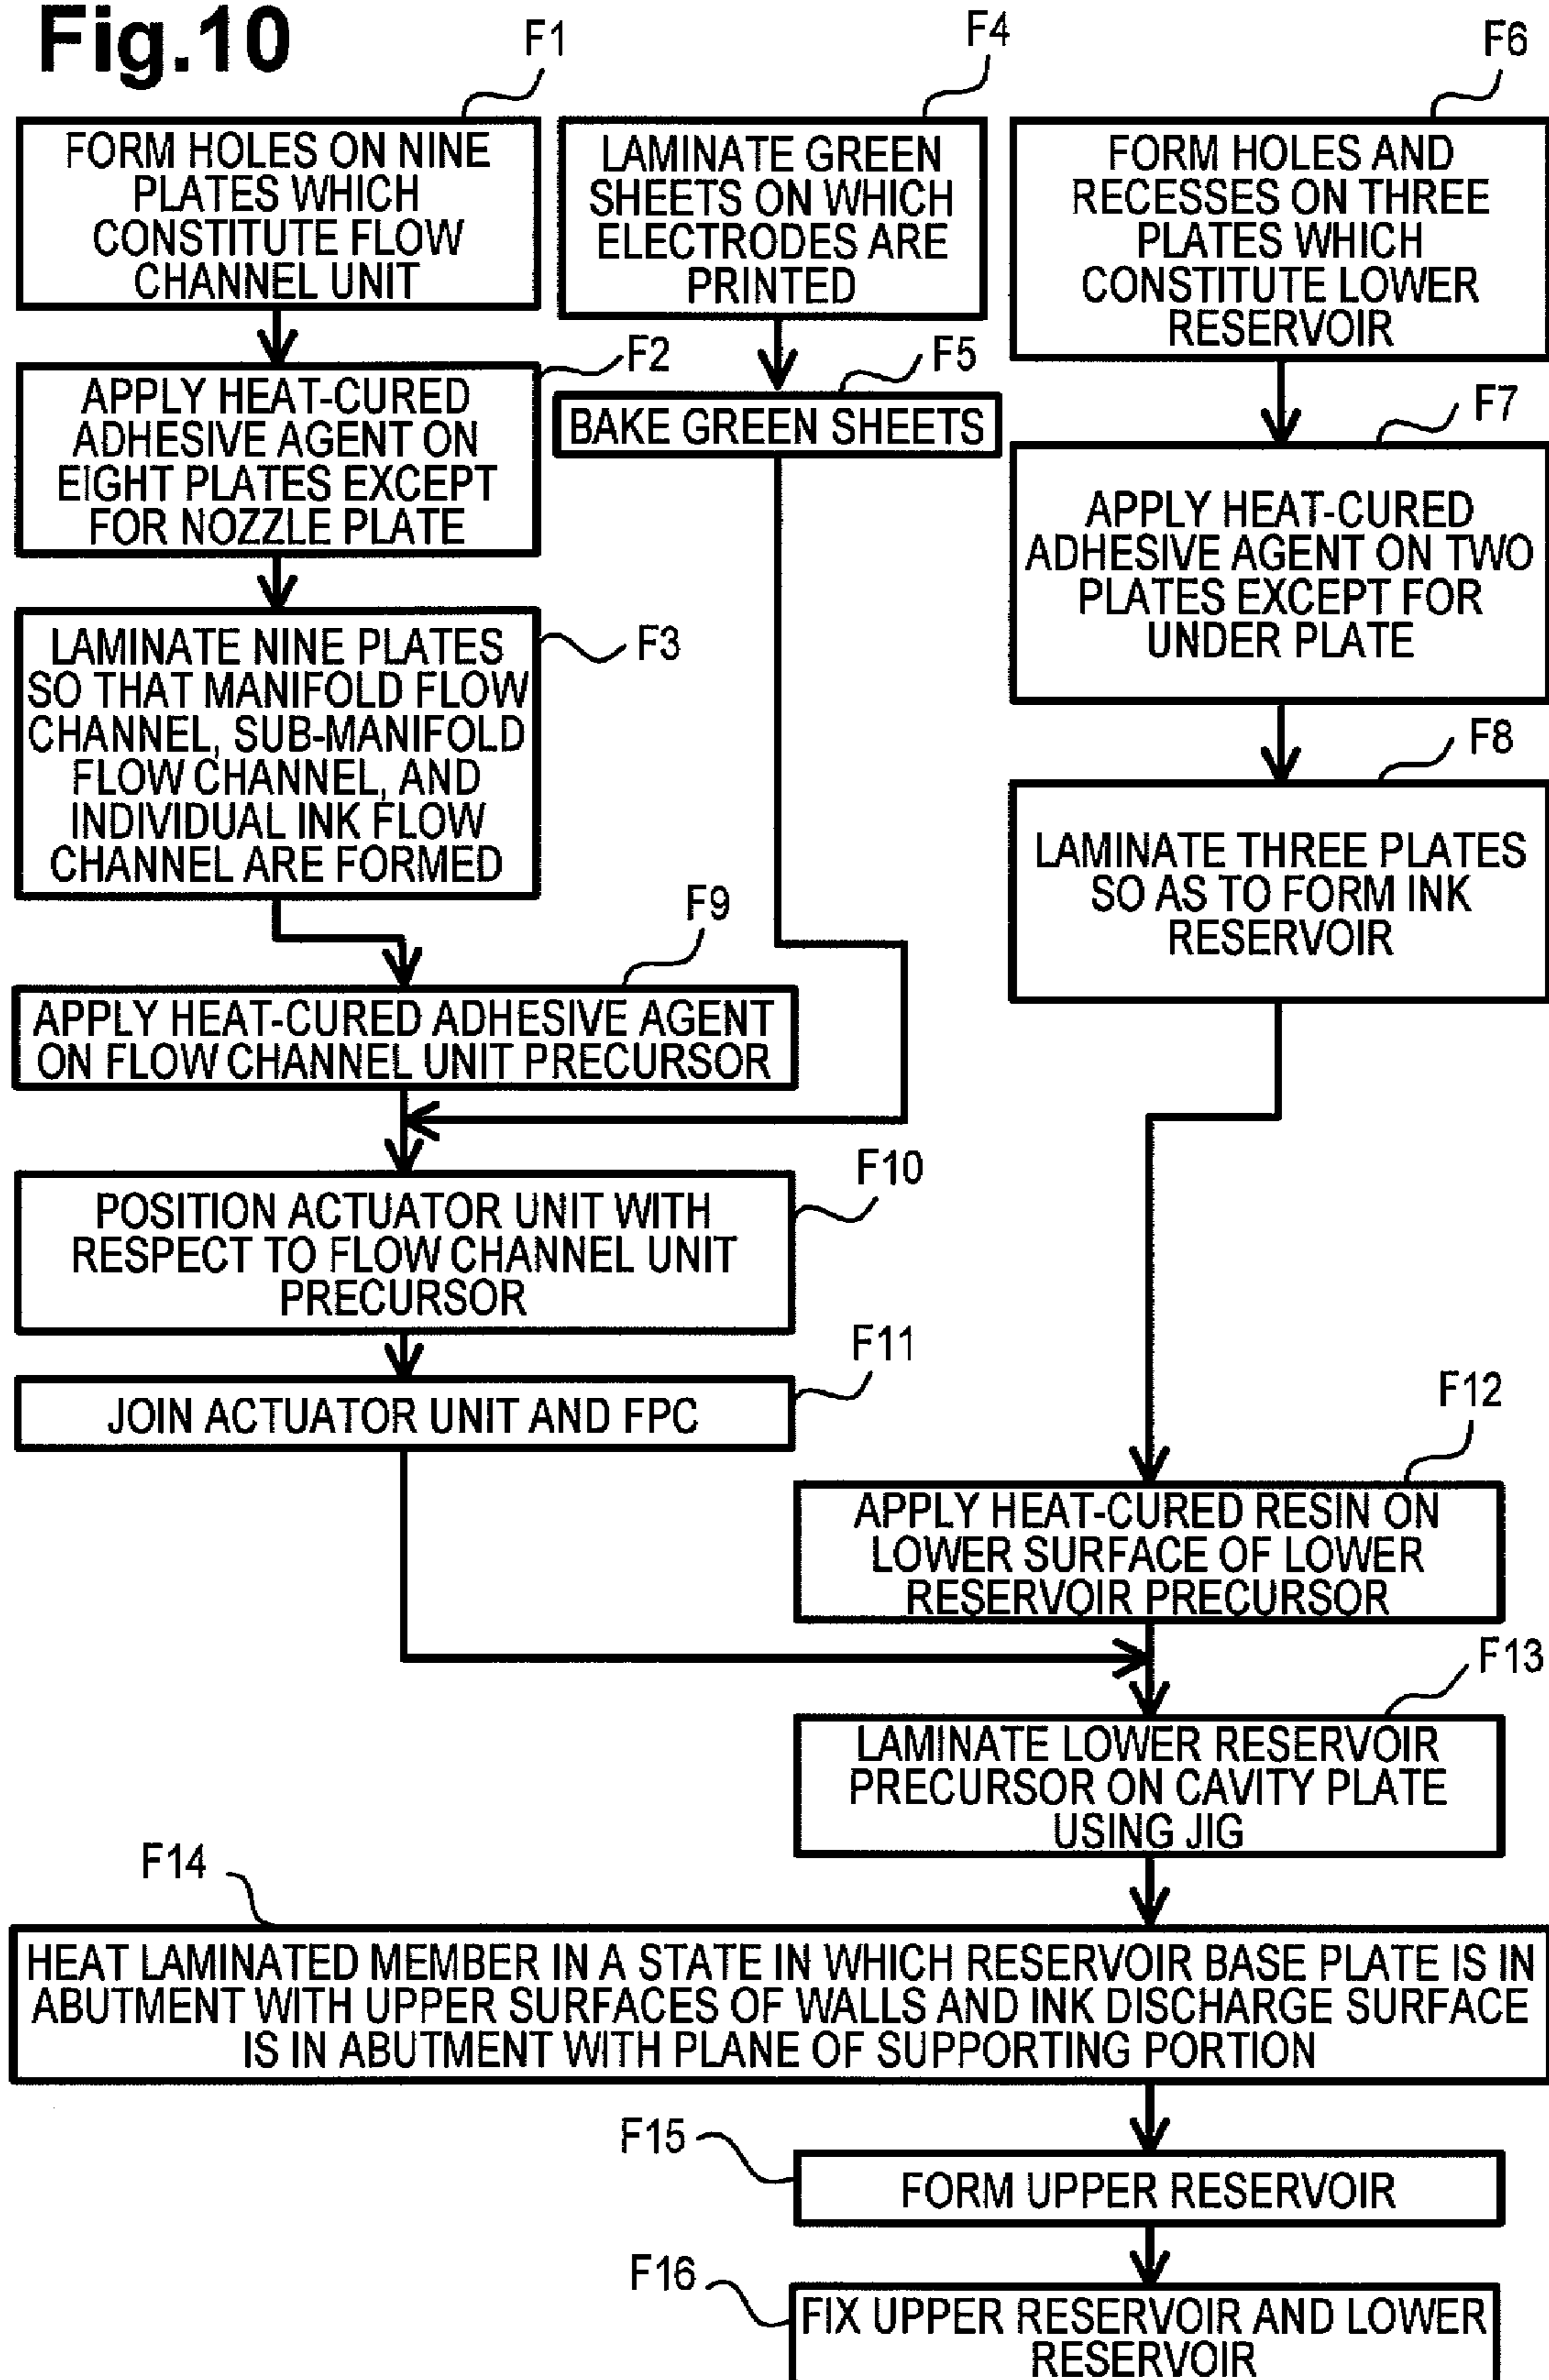 Fig.10
F1
FORM HOLES ON NINE
PLATES WHICH
CONSTITUTE FLOW
CHANNEL UNIT
F2
APPLY HEAT-CURED
ADHESIVE AGENT ON
EIGHT PLATES EXCEPT
FOR NOZZLE PLATE
F3
LAMINATE NINE PLATES
SO THAT MANIFOLD FLOW
CHANNEL, SUB-MANIFOLD
FLOW CHANNEL, AND
INDIVIDUAL INK FLOW
CHANNEL ARE FORMED
F4
LAMINATE GREEN
SHEETS ON WHICH
ELECTRODES ARE
PRINTED
F5
BAKE GREEN SHEETS
F6
FORM HOLES AND
RECESSES ON THREE
PLATES WHICH
CONSTITUTE LOWER
RESERVOIR
F7
APPLY HEAT-CURED
ADHESIVE AGENT ON TWO
PLATES EXCEPT FOR
UNDER PLATE
F8
LAMINATE THREE PLATES
SO AS TO FORM INK
RESERVOIR
F9
APPLY HEAT-CURED ADHESIVE AGENT
ON FLOW CHANNEL UNIT PRECURSOR
F10
POSITION ACTUATOR UNIT WITH
RESPECT TO FLOW CHANNEL UNIT
PRECURSOR
F11
JOIN ACTUATOR UNIT AND FPC
F12
APPLY HEAT-CURED RESIN ON
LOWER SURFACE OF LOWER
RESERVOIR PRECURSOR
F13
LAMINATE LOWER RESERVOIR
PRECURSOR ON CAVITY PLATE
USING JIG
F14
HEAT LAMINATED MEMBER IN A STATE IN WHICH RESERVOIR BASE PLATE IS IN
ABUTMENT WITH UPPER SURFACES OF WALLS AND INK DISCHARGE SURFACE
IS IN ABUTMENT WITH PLANE OF SUPPORTING PORTION
F15
FORM UPPER RESERVOIR
F16
FIX UPPER RESERVOIR AND LOWER
RESERVOIR